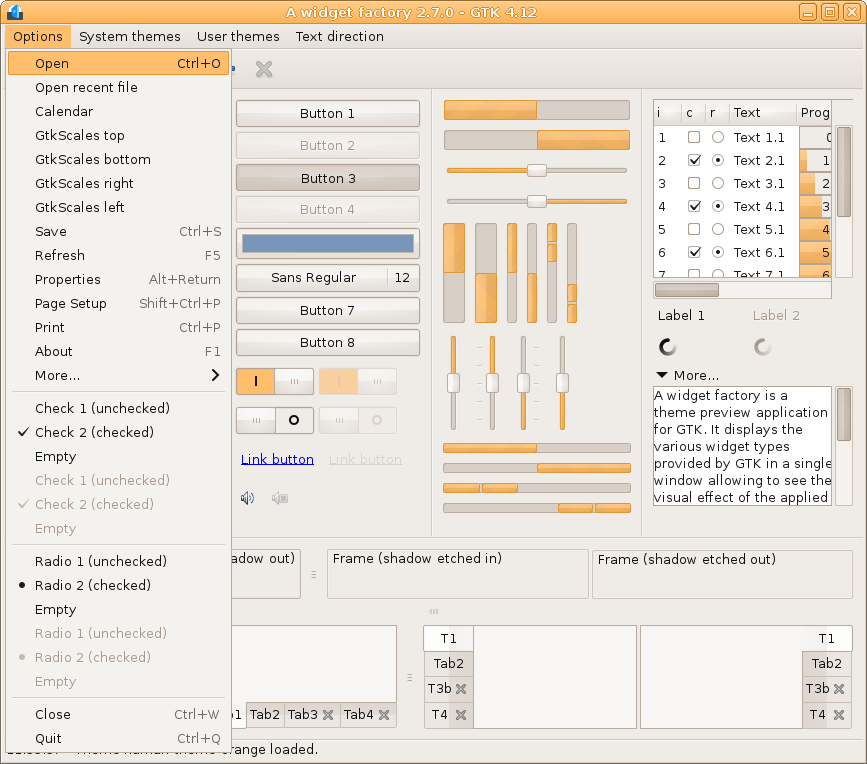 A widget factory 2.7.0 - GTK 4.12
Options System themes User themes Text direction
Open Ctrl+O
Open recent file
Calendar
GtkScales top
GtkScales bottom
GtkScales right
GtkScales left
Save Ctrl+S
Refresh F5
Properties Alt+Return
Page Setup Shift+Ctrl+P
Print Ctrl+P
About F1
More...
Check 1 (unchecked)
Check 2 (checked)
Empty
Check 1 (unchecked)
Check 2 (checked)
Empty
Radio 1 (unchecked)
Radio 2 (checked)
Empty
Radio 1 (unchecked)
Radio 2 (checked)
Empty
Close Ctrl+W
Quit Ctrl+Q
Button 1
Button 2
Button 3
Button 4
Sans Regular 12
Button 7
Button 8
Link button Link button
i c r Text Prog
1 Text 1.1 0
2 Text 2.1 1
3 Text 3.1 2
4 Text 4.1 3
5 Text 5.1 4
6 Text 6.1 5
7 Text 7.1 6
Label 1 Label 2
More...
A widget factory is a
theme preview application
for GTK. It displays the
various widget types
provided by GTK in a single
window allowing to see the
visual effect of the applied
out) Frame (shadow etched in) Frame (shadow etched out)
Tab2 Tab3 Tab4
T1
Tab2
T3b
T4
T1
Tab2
T3b
T4
loaded.